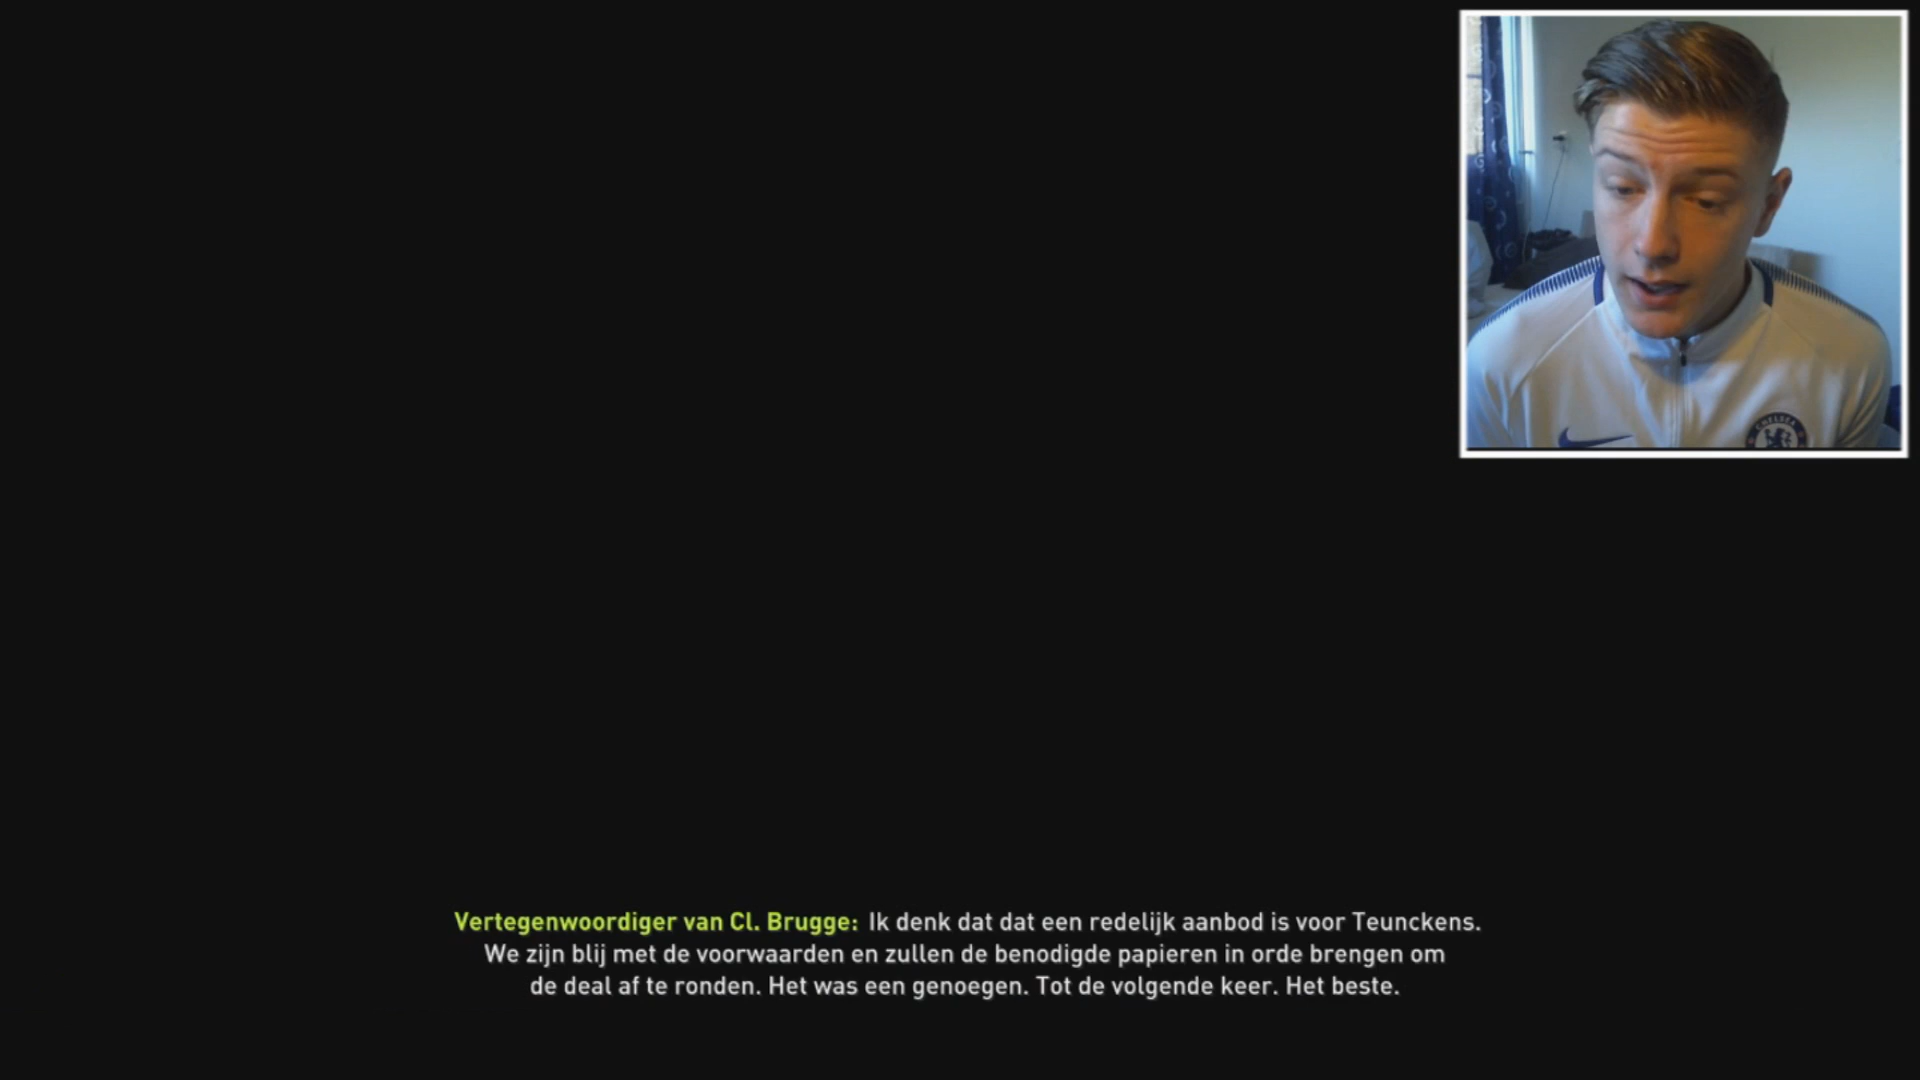 CHELSEA
Vertegenwoordiger van Cl. Brugge: Ik denk dat dat een redelijk aanbod is voor Teunckens.
We zijn blij met de voorwaarden en zullen de benodigde papieren in orde brengen om
de deal af te ronden. Het was een genoegen. Tot de volgende keer. Het beste.